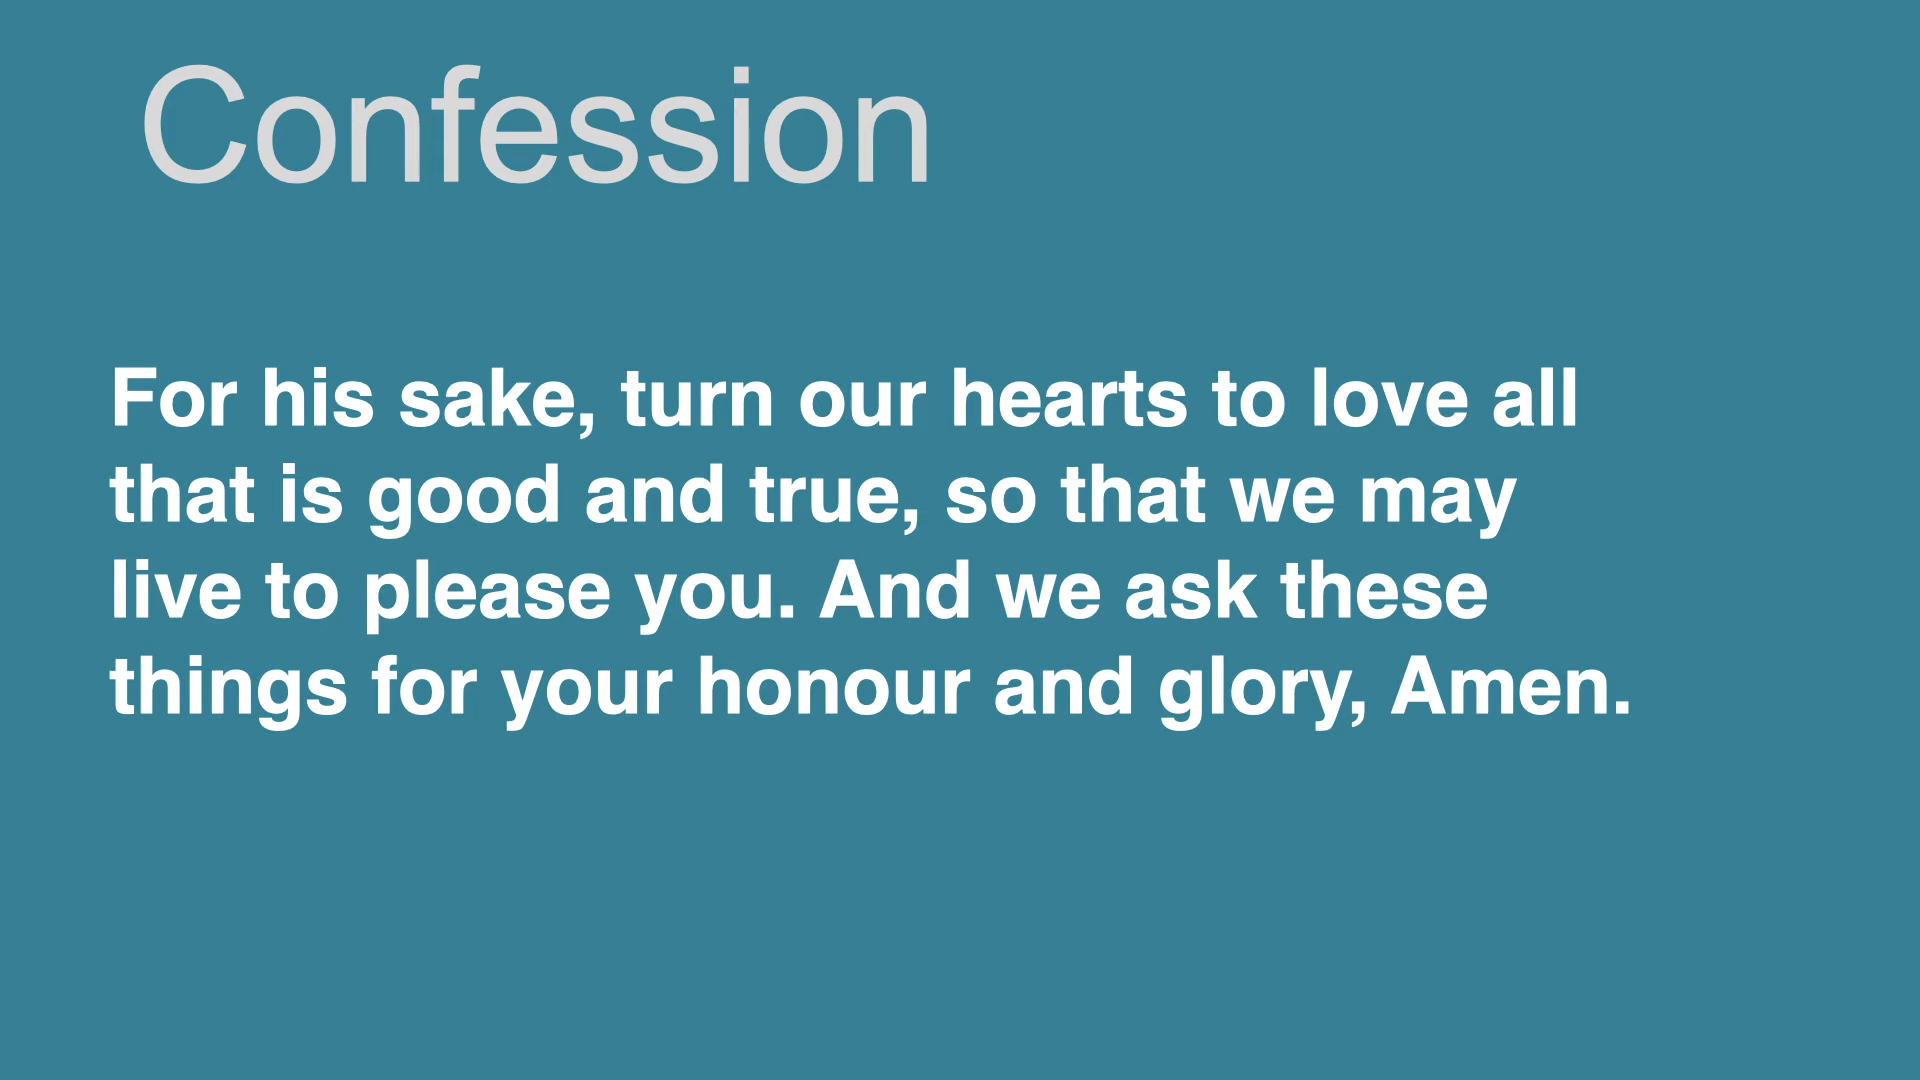 Confession
For his sake, turn our hearts to love all
that is good and true, so that we may
live to please you. And we ask these
things for your honour and glory, Amen.